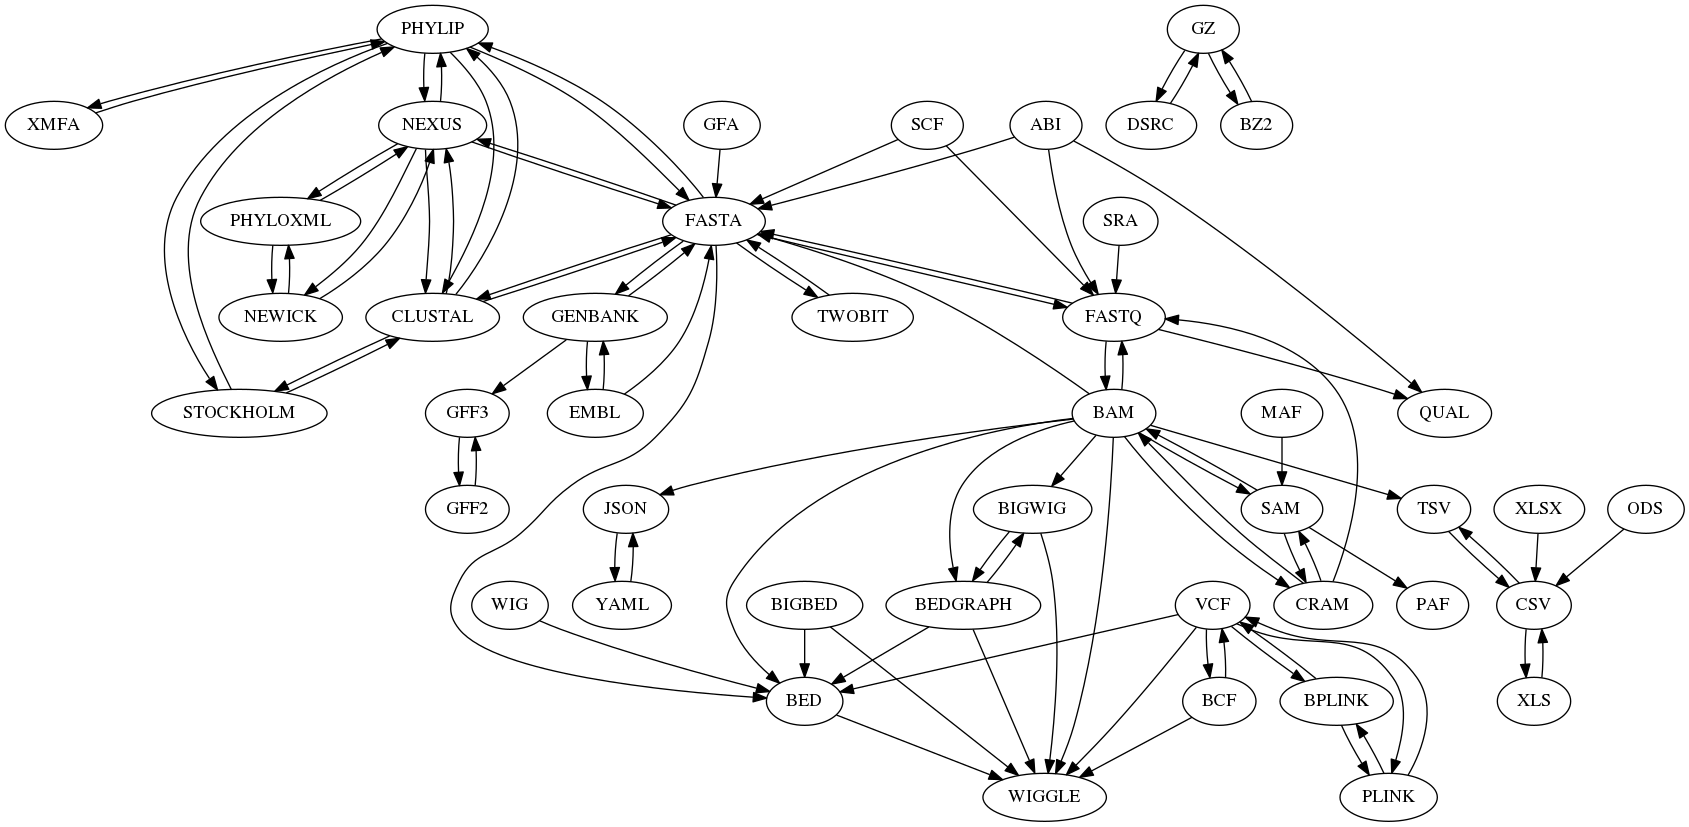 PHYLIP
GZ
XMFA
NEXUS
GFA
SCF
ABI
DSRC
BZ2
PHYLOXML
FASTA
SRA
NEWICK
CLUSTAL
GENBANK
TWOBIT
FASTQ
STOCKHOLM
GFF3
EMBL
BAM
MAF
QUAL
GFF2
JSON
BIGWIG
SAM
TSV
XLSX
ODS
WIG
YAML
BIGBED
BEDGRAPH
VCF
CRAM
PAF
CSV
BED
BCF
BPLINK
XLS
WIGGLE
PLINK